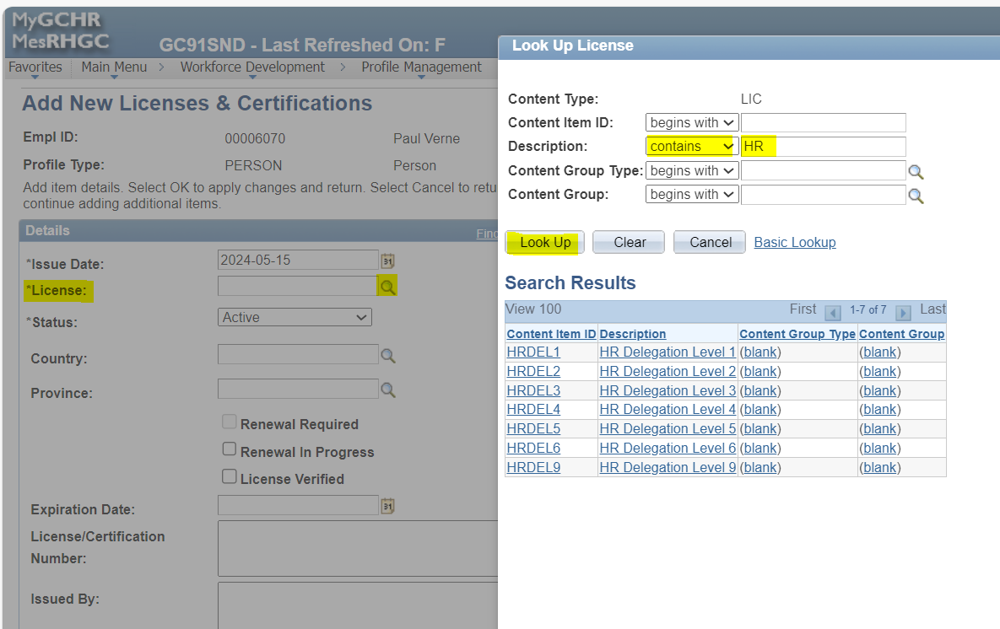 MyGCHR
MesRHGC
GC91SND - Last Refreshed On: F
Favorites Main Menu > Workforce Development > Profile Management
Add New Licenses & Certifications
Empl ID: 00006070 Paul Verne
Profile Type: PERSON Person
Add item details. Select OK to apply changes and return. Select Cancel to retu
continue adding additional items.
Details Find
*Issue Date: 2024-05-15 31
*License:
*Status: Active
Country:
Province:
Renewal Required
Renewal In Progress
License Verified
Expiration Date: 31
License/Certification
Number:
Issued By:
Look Up License
Content Type: LIC
Content Item ID: begins with
Description: contains HR
Content Group Type: begins with
Content Group: begins with
Look Up Clear Cancel Basic Lookup
Search Results
View 100 First 1-7 of 7 Last
Content Item ID Description Content Group Type Content Group
HRDEL1 HR Delegation Level 1 (blank) (blank)
HRDEL2 HR Delegation Level 2 (blank) (blank)
HRDEL3 HR Delegation Level 3 (blank) (blank)
HRDEL4 HR Delegation Level 4 (blank) (blank)
HRDEL5 HR Delegation Level 5 (blank) (blank)
HRDEL6 HR Delegation Level 6 (blank) (blank)
HRDEL9 HR Delegation Level 9 (blank) (blank)